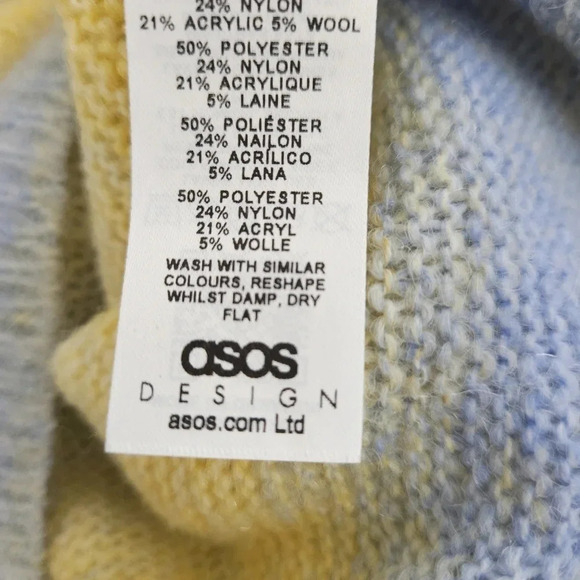 24% NYLON
21% ACRYLIC 5% WOOL
50% POLYESTER
24% NYLON
21% ACRYLIQUE
5% LAINE
50% POLIÉSTER
24% NAILON
21% ACRÍLICO
5% LANA
50% POLYESTER
24% NYLON
21% ACRYL
5% WOLLE
WASH WITH SIMILAR
COLOURS, RESHAPE
WHILST DAMP, DRY
FLAT
asos
DESIGN
asos.com Ltd